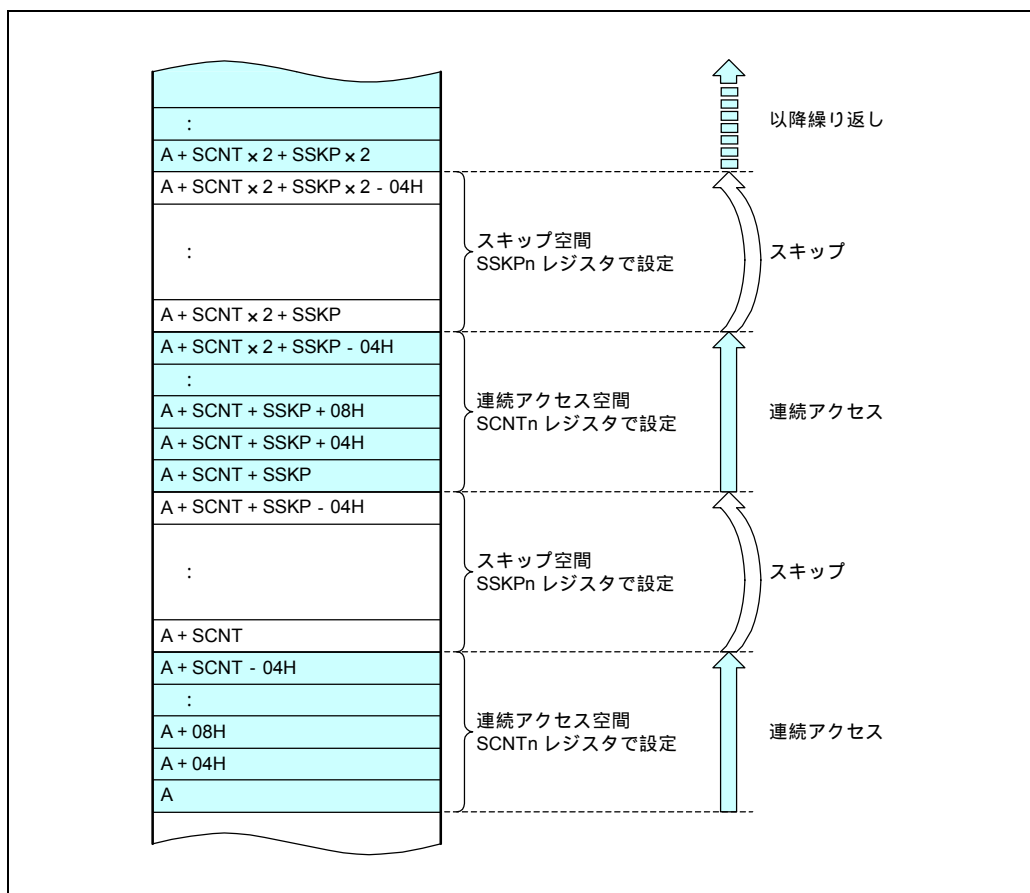 :
A + SCNT × 2 + SSKP × 2
A + SCNT × 2 + SSKP × 2 - 04H
:
A + SCNT × 2 + SSKP
A + SCNT × 2 + SSKP - 04H
:
A + SCNT + SSKP + 08H
A + SCNT + SSKP + 04H
A + SCNT + SSKP
A + SCNT + SSKP - 04H
:
A + SCNT
A + SCNT - 04H
:
A + 08H
A + 04H
A
スキップ空間
SSKPn レジスタで設定
連続アクセス空間
SCNTn レジスタで設定
スキップ空間
SSKPn レジスタで設定
連続アクセス空間
SCNTn レジスタで設定
以降繰り返し
スキップ
連続アクセス
スキップ
連続アクセス